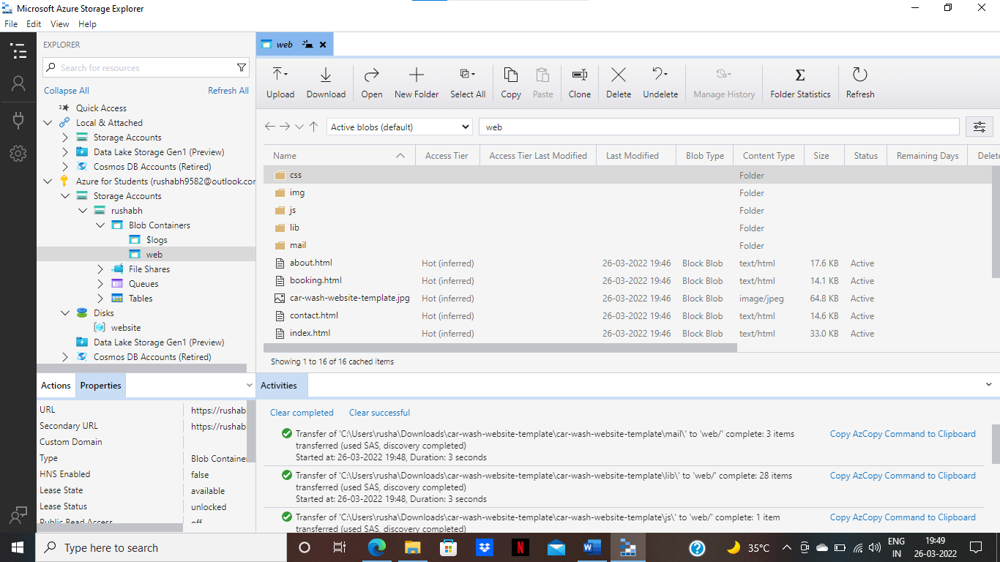 Microsoft Azure Storage Explorer
File Edit View Help
EXPLORER
Search for resources
Collapse All Refresh All
Quick Access
Local & Attached
Storage Accounts
Data Lake Storage Gen1 (Preview)
Cosmos DB Accounts (Retired)
Azure for Students (rushabh9582@outlook.cor
Storage Accounts
rushabh
Blob Containers
$logs
web
File Shares
Queues
Tables
Disks
website
Data Lake Storage Gen1 (Preview)
Cosmos DB Accounts (Retired)
Actions Properties
URL https://rushab
Secondary URL https://rushab
Custom Domain
Type Blob Container
HNS Enabled false
Lease State available
Lease Status unlocked
Public Read Access off
web
Upload Download Open New Folder Select All Copy Paste Clone Delete Undelete Manage History Folder Statistics Refresh
Active blobs (default) web
Name Access Tier Access Tier Last Modified Last Modified Blob Type Content Type Size Status Remaining Days Delete
css Folder
img Folder
js Folder
lib Folder
mail Folder
about.html Hot (inferred) 26-03-2022 19:46 Block Blob text/html 17.6 KB Active
booking.html Hot (inferred) 26-03-2022 19:46 Block Blob text/html 14.1 KB Active
car-wash-website-template.jpg Hot (inferred) 26-03-2022 19:46 Block Blob image/jpeg 64.8 KB Active
contact.html Hot (inferred) 26-03-2022 19:46 Block Blob text/html 14.6 KB Active
index.html Hot (inferred) 26-03-2022 19:46 Block Blob text/html 33.0 KB Active
Showing 1 to 16 of 16 cached items
Activities
Clear completed Clear successful
Transfer of 'C:\Users\rusha\Downloads\car-wash-website-template\car-wash-website-template\mail\' to 'web/' complete: 3 items Copy AzCopy Command to Clipboard
transferred (used SAS, discovery completed)
Started at: 26-03-2022 19:48, Duration: 3 seconds
Transfer of 'C:\Users\rusha\Downloads\car-wash-website-template\car-wash-website-template\lib\' to 'web/' complete: 28 items Copy AzCopy Command to Clipboard
transferred (used SAS, discovery completed)
Started at: 26-03-2022 19:48, Duration: 3 seconds
Transfer of 'C:\Users\rusha\Downloads\car-wash-website-template\car-wash-website-template\js\' to 'web/' complete: 1 item Copy AzCopy Command to Clipboard
transferred (used SAS, discovery completed)
Type here to search
35°C
ENG
IN
19:49
26-03-2022